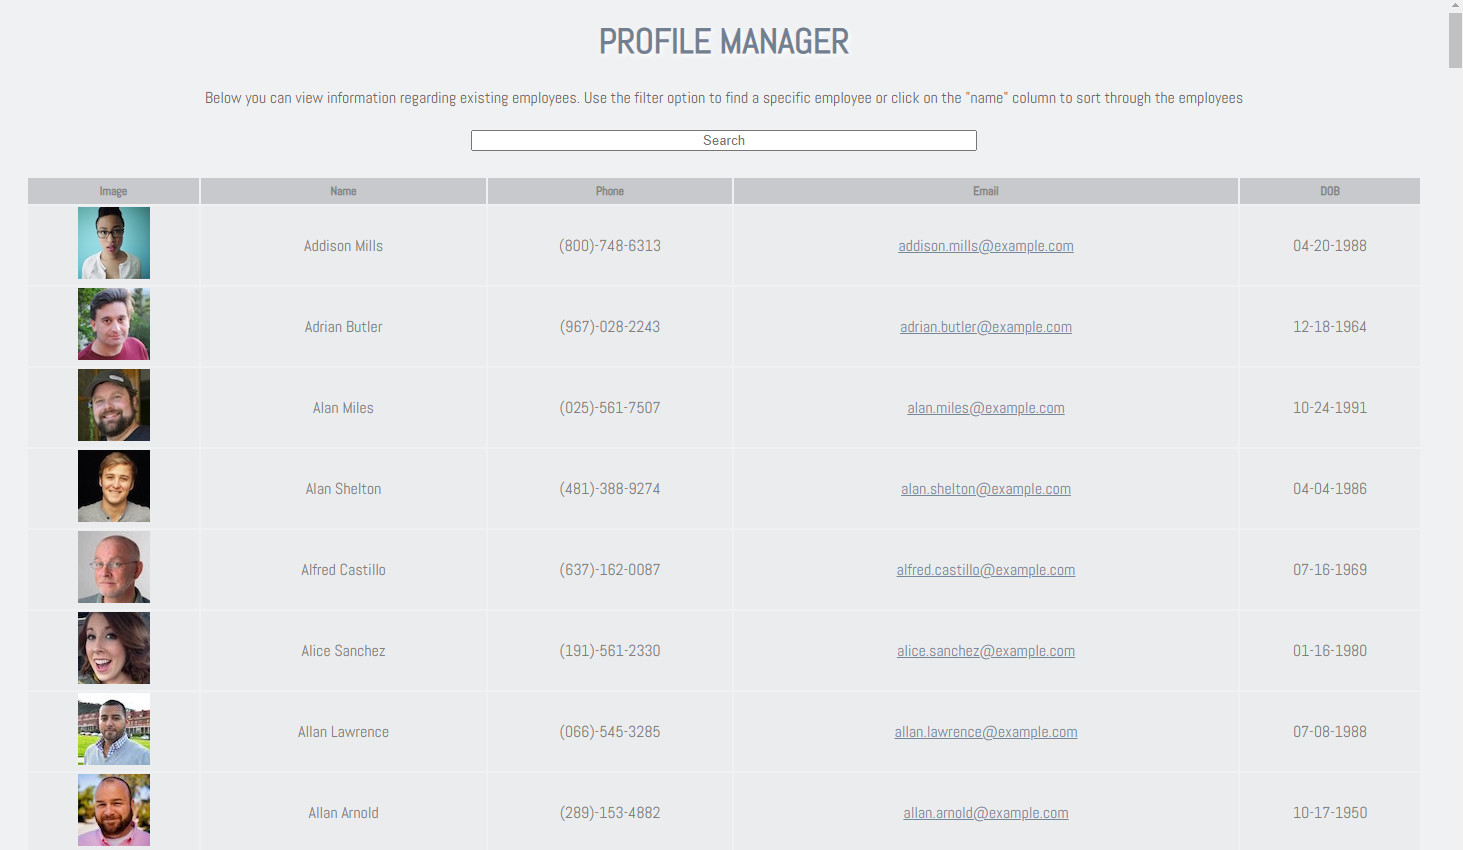 PROFILE MANAGER
Below you can view information regarding existing employees. Use the filter option to find a specific employee or click on the "name" column to sort through the employees
Search
Image Name Phone Email DOB
Addison Mills (800)-748-6313 addison.mills@example.com 04-20-1988
Adrian Butler (967)-028-2243 adrian.butler@example.com 12-18-1964
Alan Miles (025)-561-7507 alan.miles@example.com 10-24-1991
Alan Shelton (481)-388-9274 alan.shelton@example.com 04-04-1986
Alfred Castillo (637)-162-0087 alfred.castillo@example.com 07-16-1969
Alice Sanchez (191)-561-2330 alice.sanchez@example.com 01-16-1980
Allan Lawrence (066)-545-3285 allan.lawrence@example.com 07-08-1988
Allan Arnold (289)-153-4882 allan.arnold@example.com 10-17-1950